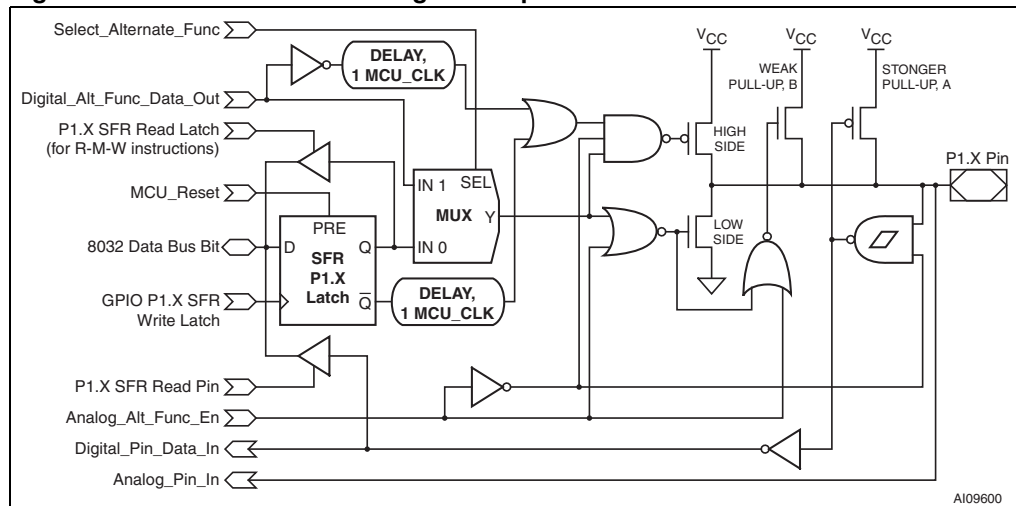 Select_Alternate_Func
DELAY,
1 MCU_CLK
Digital_Alt_Func_Data_Out
P1.X SFR Read Latch
(for R-M-W instructions)
MCU_Reset
8032 Data Bus Bit
GPIO P1.X SFR
Write Latch
P1.X SFR Read Pin
Analog_Alt_Func_En
Digital_Pin_Data_In
Analog_Pin_In
PRE
D
Q
SFR
P1.X
Latch
Q
DELAY,
1 MCU_CLK
IN 1
SEL
MUX
Y
IN 0
VCC
HIGH
SIDE
LOW
SIDE
VCC
WEAK
PULL-UP, B
VCC
STONGER
PULL-UP, A
P1.X Pin
AI09600